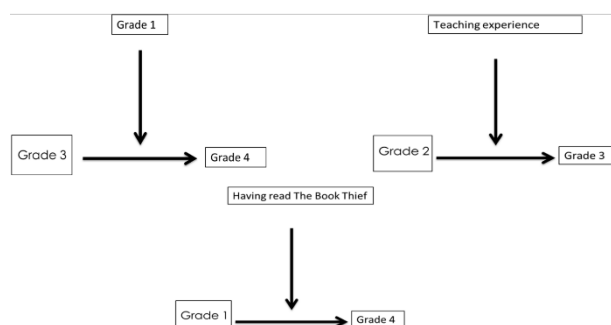 Grade 1
Teaching experience
Grade 3
Grade 4
Grade 2
Grade 3
Having read The Book Thief
Grade 1
Grade 4